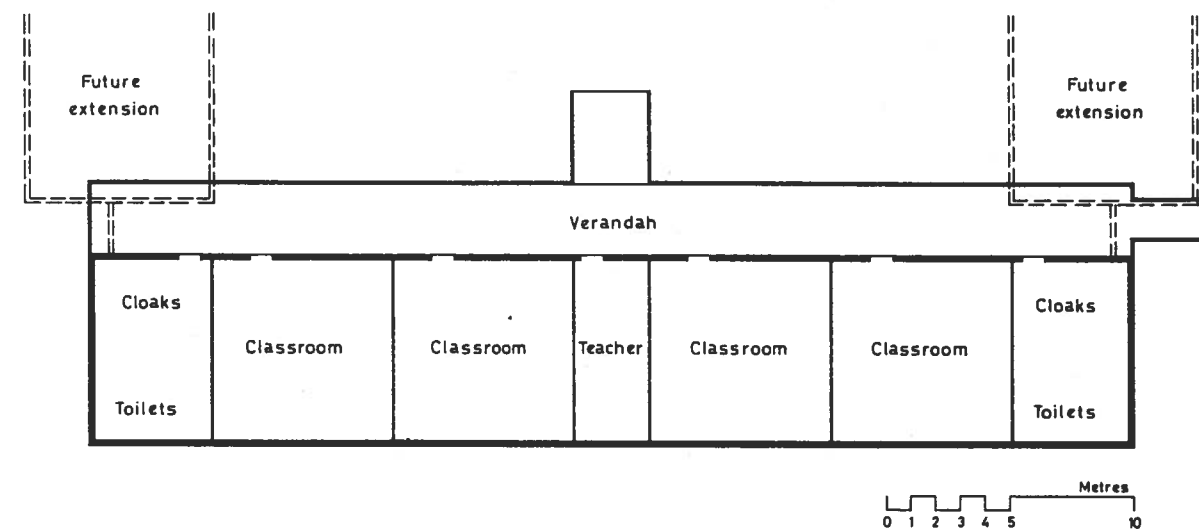 Future
extension
Future
extension
Verandah
Cloaks
Toilets
Classroom
Classroom
Teacher
Classroom
Classroom
Cloaks
Toilets
Metres
0 1 2 3 4 5 10